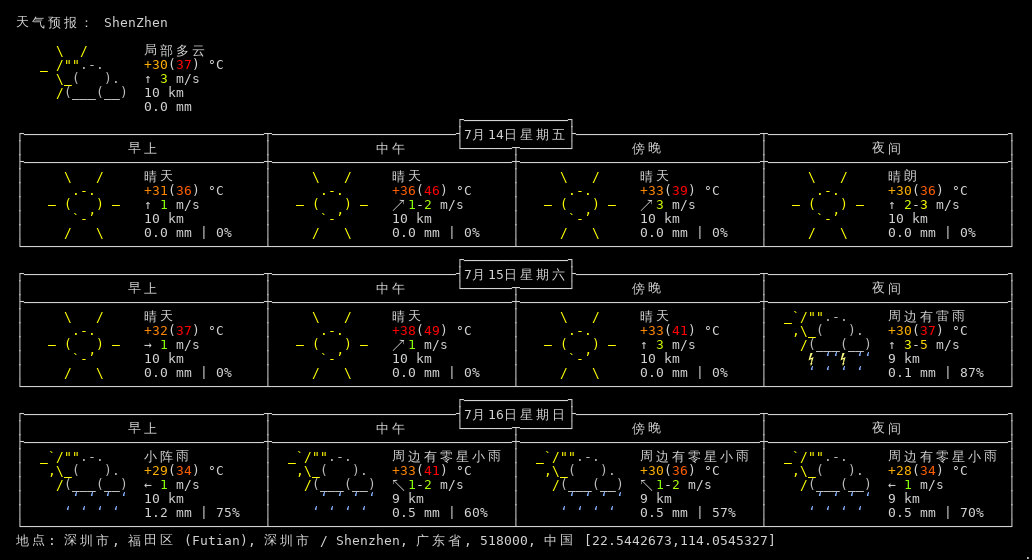 天气预报： ShenZhen
局部多云
+30(37) °C
↑ 3 m/s
10 km
0.0 mm
7月14日星期五
早上 中午 傍晚 夜间
晴天 晴天 晴天 晴朗
+31(36) °C +36(46) °C +33(39) °C +30(36) °C
↑ 1 m/s ↗ 1-2 m/s ↗ 3 m/s ↑ 2-3 m/s
10 km 10 km 10 km 10 km
0.0 mm | 0% 0.0 mm | 0% 0.0 mm | 0% 0.0 mm | 0%
7月15日星期六
早上 中午 傍晚 夜间
晴天 晴天 晴天 周边有雷雨
+32(37) °C +38(49) °C +33(41) °C +30(37) °C
→ 1 m/s ↗ 1 m/s ↑ 3 m/s ↑ 3-5 m/s
10 km 10 km 10 km 9 km
0.0 mm | 0% 0.0 mm | 0% 0.0 mm | 0% 0.1 mm | 87%
7月16日星期日
早上 中午 傍晚 夜间
小阵雨 周边有零星小雨 周边有零星小雨 周边有零星小雨
+29(34) °C +33(41) °C +30(36) °C +28(34) °C
← 1 m/s ↖ 1-2 m/s ↖ 1-2 m/s ← 1 m/s
10 km 9 km 9 km 9 km
1.2 mm | 75% 0.5 mm | 60% 0.5 mm | 57% 0.5 mm | 70%
地点: 深圳市, 福田区 (Futian), 深圳市 / Shenzhen, 广东省, 518000, 中国 [22.5442673,114.0545327]